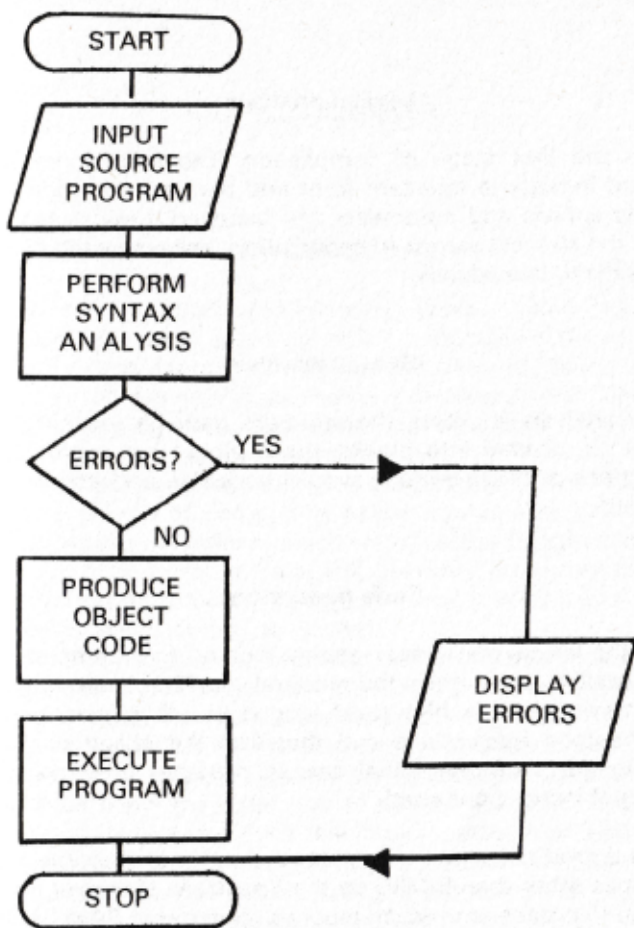 START
INPUT
SOURCE
PROGRAM
PERFORM
SYNTAX
AN ALYSIS
ERRORS?
YES
NO
PRODUCE
OBJECT
CODE
DISPLAY
ERRORS
EXECUTE
PROGRAM
STOP